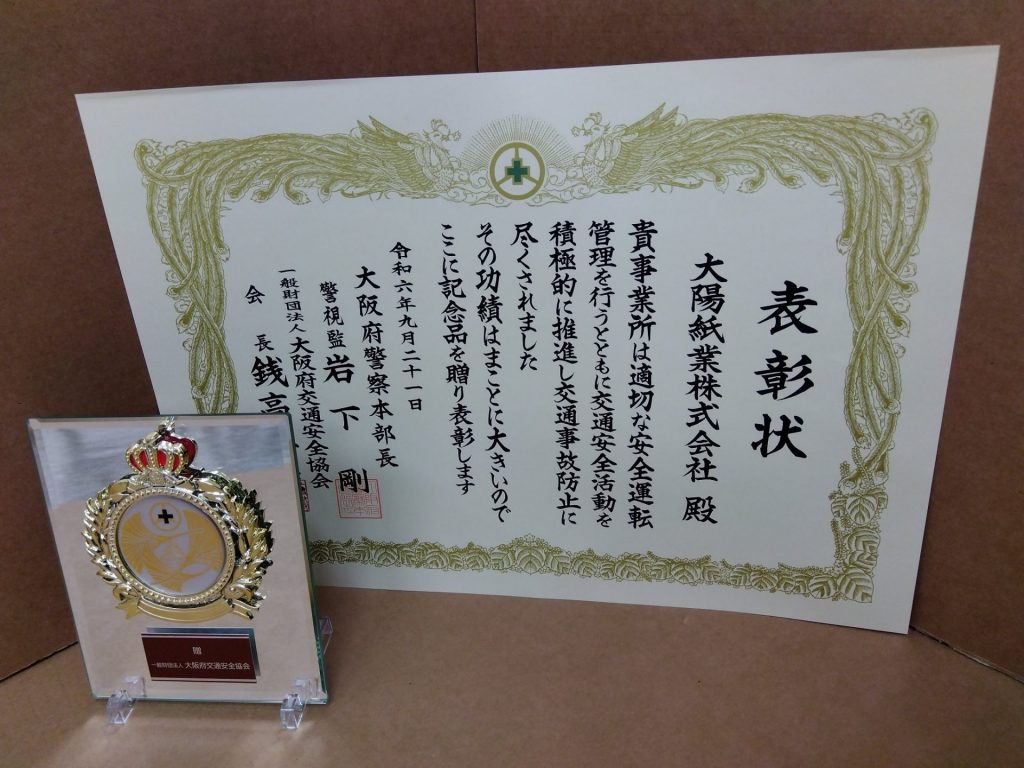 表彰状
大陽紙業株式会社 殿
貴事業所は適切な安全運転
管理を行うとともに交通安全活動を
積極的に推進し交通事故防止に
尽くされました
その功績はまことに大きいので
ここに記念品を贈り表彰します
令和六年九月二十一日
大阪府警察本部長
警視監 岩下 剛
一般財団法人 大阪府交通安全協会
会長 銭高
贈
一般財団法人 大阪府交通安全協会